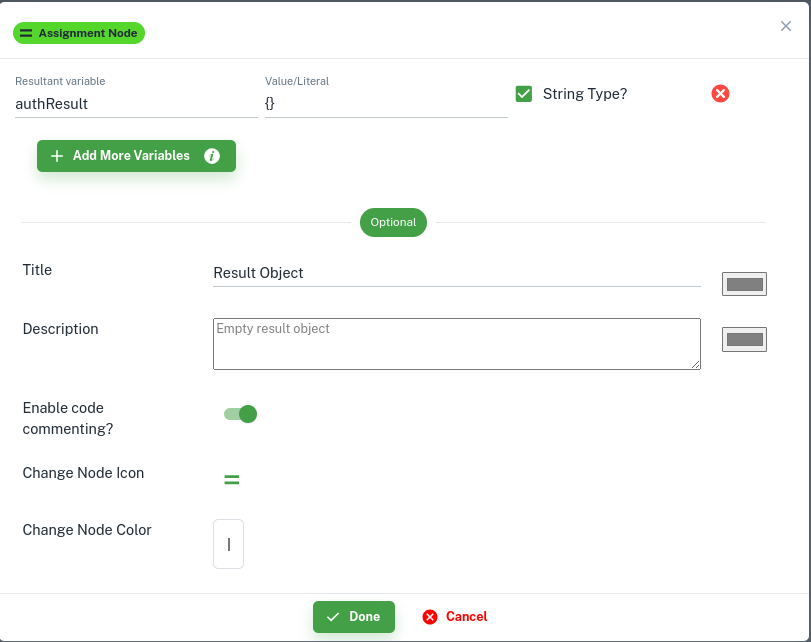 Assignment Node
Resultant variable
Value/Literal
authResult
{}
String Type?
Add More Variables
Optional
Title
Result Object
Description
Empty result object
Enable code
commenting?
Change Node Icon
Change Node Color
Done
Cancel